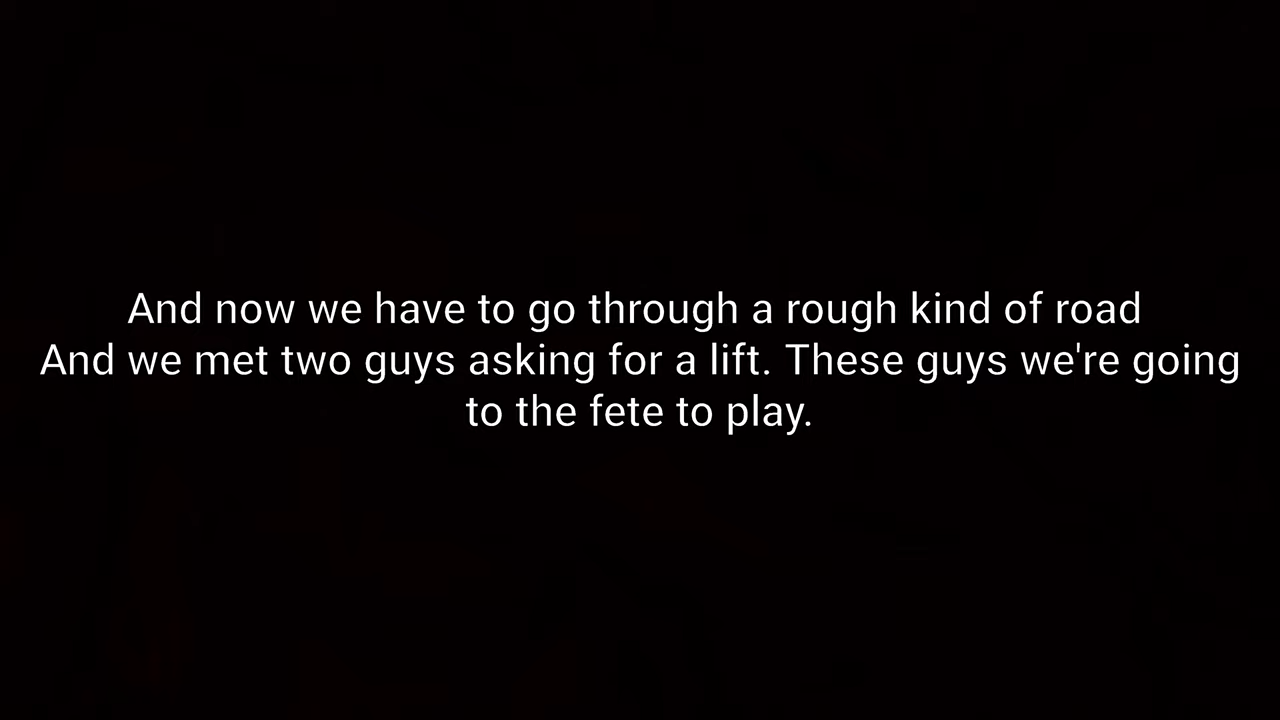 And now we have to go through a rough kind of road
And we met two guys asking for a lift. These guys we're going
to the fete to play.